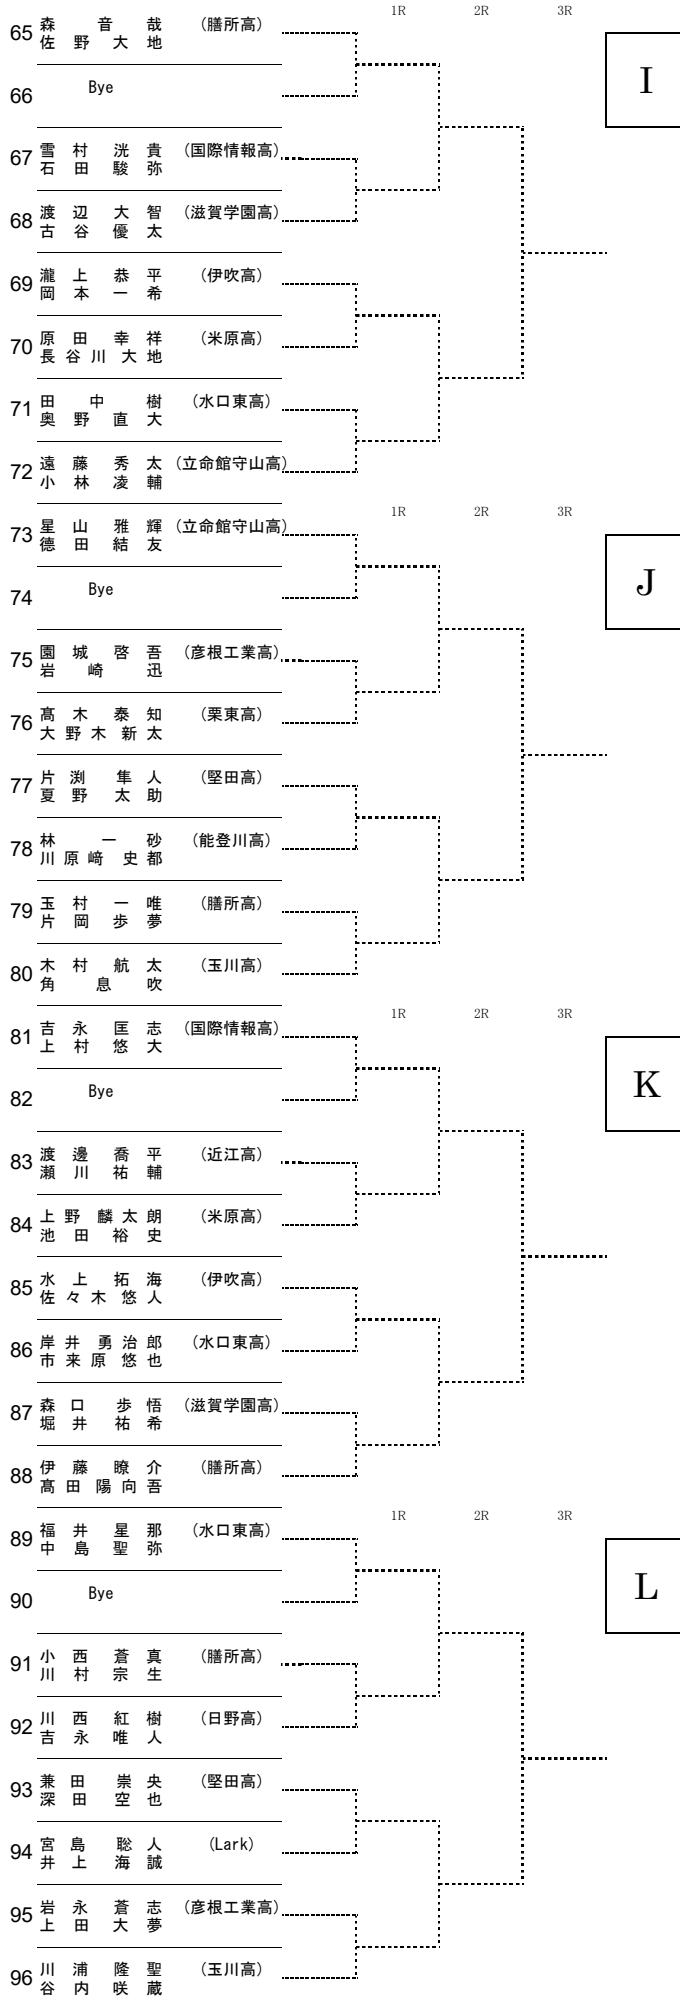 1R 2R 3R
I
65 森 音 哉 (膳所高)
佐 野 大 地
66 Bye
67 雪 村 洸 貴 (国際情報高)
石 田 駿 弥
68 渡 辺 大 智 (滋賀学園高)
古 谷 優 太
69 瀧 上 恭 平 (伊吹高)
岡 本 一 希
70 原 田 幸 祥 (米原高)
長 谷 川 大 地
71 田 中 樹 (水口東高)
奥 野 直 大
72 遠 藤 秀 太 (立命館守山高)
小 林 凌 輔
1R 2R 3R
J
73 星 山 雅 輝 (立命館守山高)
德 田 結 友
74 Bye
75 園 城 啓 吾 (彦根工業高)
岩 崎 迅
76 髙 木 泰 知 (栗東高)
大 野 木 新 太
77 片 渕 隼 人 (堅田高)
夏 野 太 助
78 林 一 砂 (能登川高)
川 原 﨑 史 都
79 玉 村 一 唯 (膳所高)
片 岡 歩 夢
80 木 村 航 太 (玉川高)
角 息 吹
1R 2R 3R
K
81 吉 永 匡 志 (国際情報高)
上 村 悠 大
82 Bye
83 渡 邊 喬 平 (近江高)
瀬 川 祐 輔
84 上 野 麟 太 朗 (米原高)
池 田 裕 史
85 水 上 拓 海 (伊吹高)
佐 々 木 悠 人
86 岸 井 勇 治 郎 (水口東高)
市 来 原 悠 也
87 森 口 歩 悟 (滋賀学園高)
堀 井 祐 希
88 伊 藤 瞭 介 (膳所高)
髙 田 陽 向 吾
1R 2R 3R
L
89 福 井 星 那 (水口東高)
中 島 聖 弥
90 Bye
91 小 西 蒼 真 (膳所高)
川 村 宗 生
92 川 西 紅 樹 (日野高)
吉 永 唯 人
93 兼 田 崇 央 (堅田高)
深 田 空 也
94 宮 島 聡 人 (Lark)
井 上 海 誠
95 岩 永 蒼 志 (彦根工業高)
上 田 大 夢
96 川 浦 隆 聖 (玉川高)
谷 内 咲 蔵